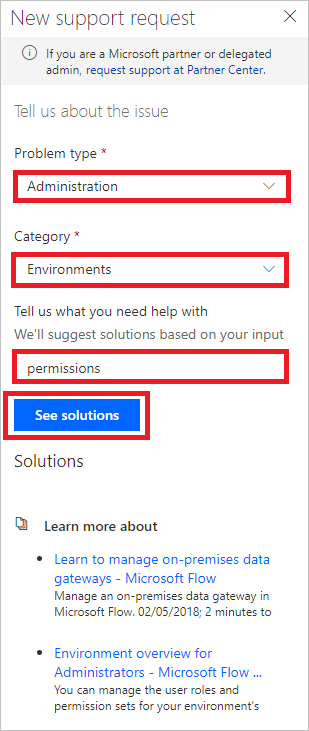 New support request
If you are a Microsoft partner or delegated
admin, request support at Partner Center.
Tell us about the issue
Problem type *
Administration
Category *
Environments
Tell us what you need help with
We'll suggest solutions based on your input
permissions
See solutions
Solutions
Learn more about
Learn to manage on-premises data
gateways - Microsoft Flow
Manage an on-premises data gateway in
Microsoft Flow. 02/05/2018; 2 minutes to
Environment overview for
Administrators - Microsoft Flow ...
You can manage the user roles and
permission sets for your environment's